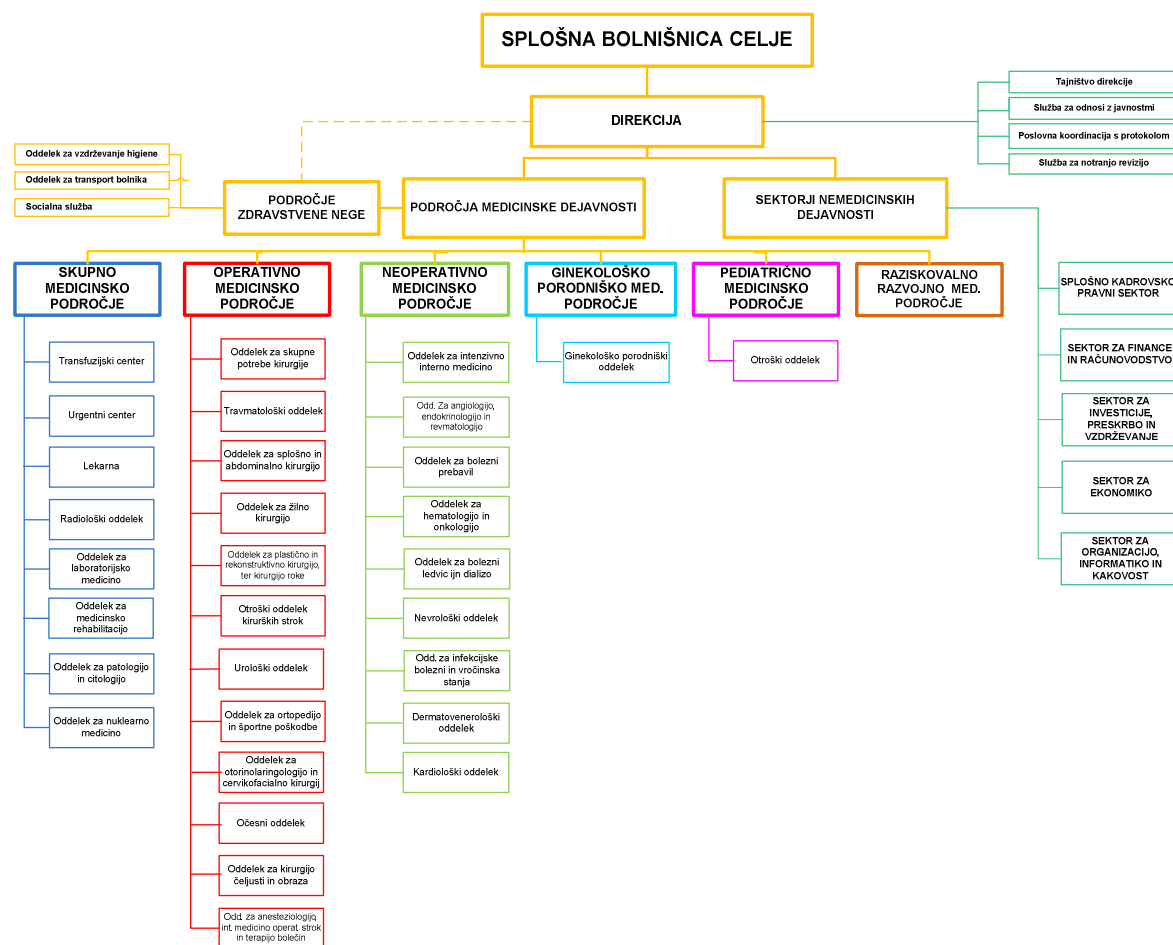 SPLOŠNA BOLNIŠNICA CELJE
DIREKCIJA
Tajništvo direkcije
Služba za odnosi z javnostmi
Poslovna koordinacija s protokolom
Služba za notranjo revizijo
Oddelek za vzdrževanje higiene
Oddelek za transport bolnika
Socialna služba
PODROČJE
ZDRAVSTVENE NEGE
PODROČJA MEDICINSKE DEJAVNOSTI
SEKTORJI NEMEDICINSKIH
DEJAVNOSTI
SKUPNO
MEDICINSKO
PODROČJE
Transfuzijski center
Urgentni center
Lekarna
Radiološki oddelek
Oddelek za
laboratorijsko
medicino
Oddelek za
medicinsko
rehabilitacijo
Oddelek za patologijo
in citologijo
Oddelek za nuklearno
medicino
OPERATIVNO
MEDICINSKO
PODROČJE
Oddelek za skupne
potrebe kirurgije
Travmatološki oddelek
Oddelek za splošno in
abdominalno kirurgijo
Oddelek za žilno
kirurgijo
Oddelek za plastično in
rekonstruktivno kirurgijo,
ter kirurgijo roke
Otroški oddelek
kirurških strok
Urološki oddelek
Oddelek za ortopedijo
in športne poškodbe
Oddelek za
otorinolaringologijo in
cervikofacialno kirurgij
Očesni oddelek
Oddelek za kirurgijo
čeljusti in obraza
Odd. za anesteziologijo,
int. medicino operat strok
in terapijo bolečin
NEOPERATIVNO
MEDICINSKO
PODROČJE
Oddelek za intenzivno
interno medicino
Odd. Za angiologijo,
endokrinologijo in
revmatologijo
Oddelek za bolezni
prebavil
Oddelek za
hematologijo in
onkologijo
Oddelek za bolezni
ledvic ijn dializo
Nevrološki oddelek
Odd. za infekcijske
bolezni in vročinska
stanja
Dermatovenerološki
oddelek
Kardiološki oddelek
GINEKOLOŠKO
PORODNIŠKO MED.
PODROČJE
Ginekološko porodniški
oddelek
PEDIATRIČNO
MEDICINSKO
PODROČJE
Otroški oddelek
RAZISKOVALNO
RAZVOJNO MED.
PODROČJE
SPLOŠNO KADROVSKO
PRAVNI SEKTOR
SEKTOR ZA FINANCE
IN RAČUNOVODSTVO
SEKTOR ZA
INVESTICIJE,
PRESKRBO IN
VZDRŽEVANJE
SEKTOR ZA
EKONOMIKO
SEKTOR ZA
ORGANIZACIJO,
INFORMATIKO IN
KAKOVOST